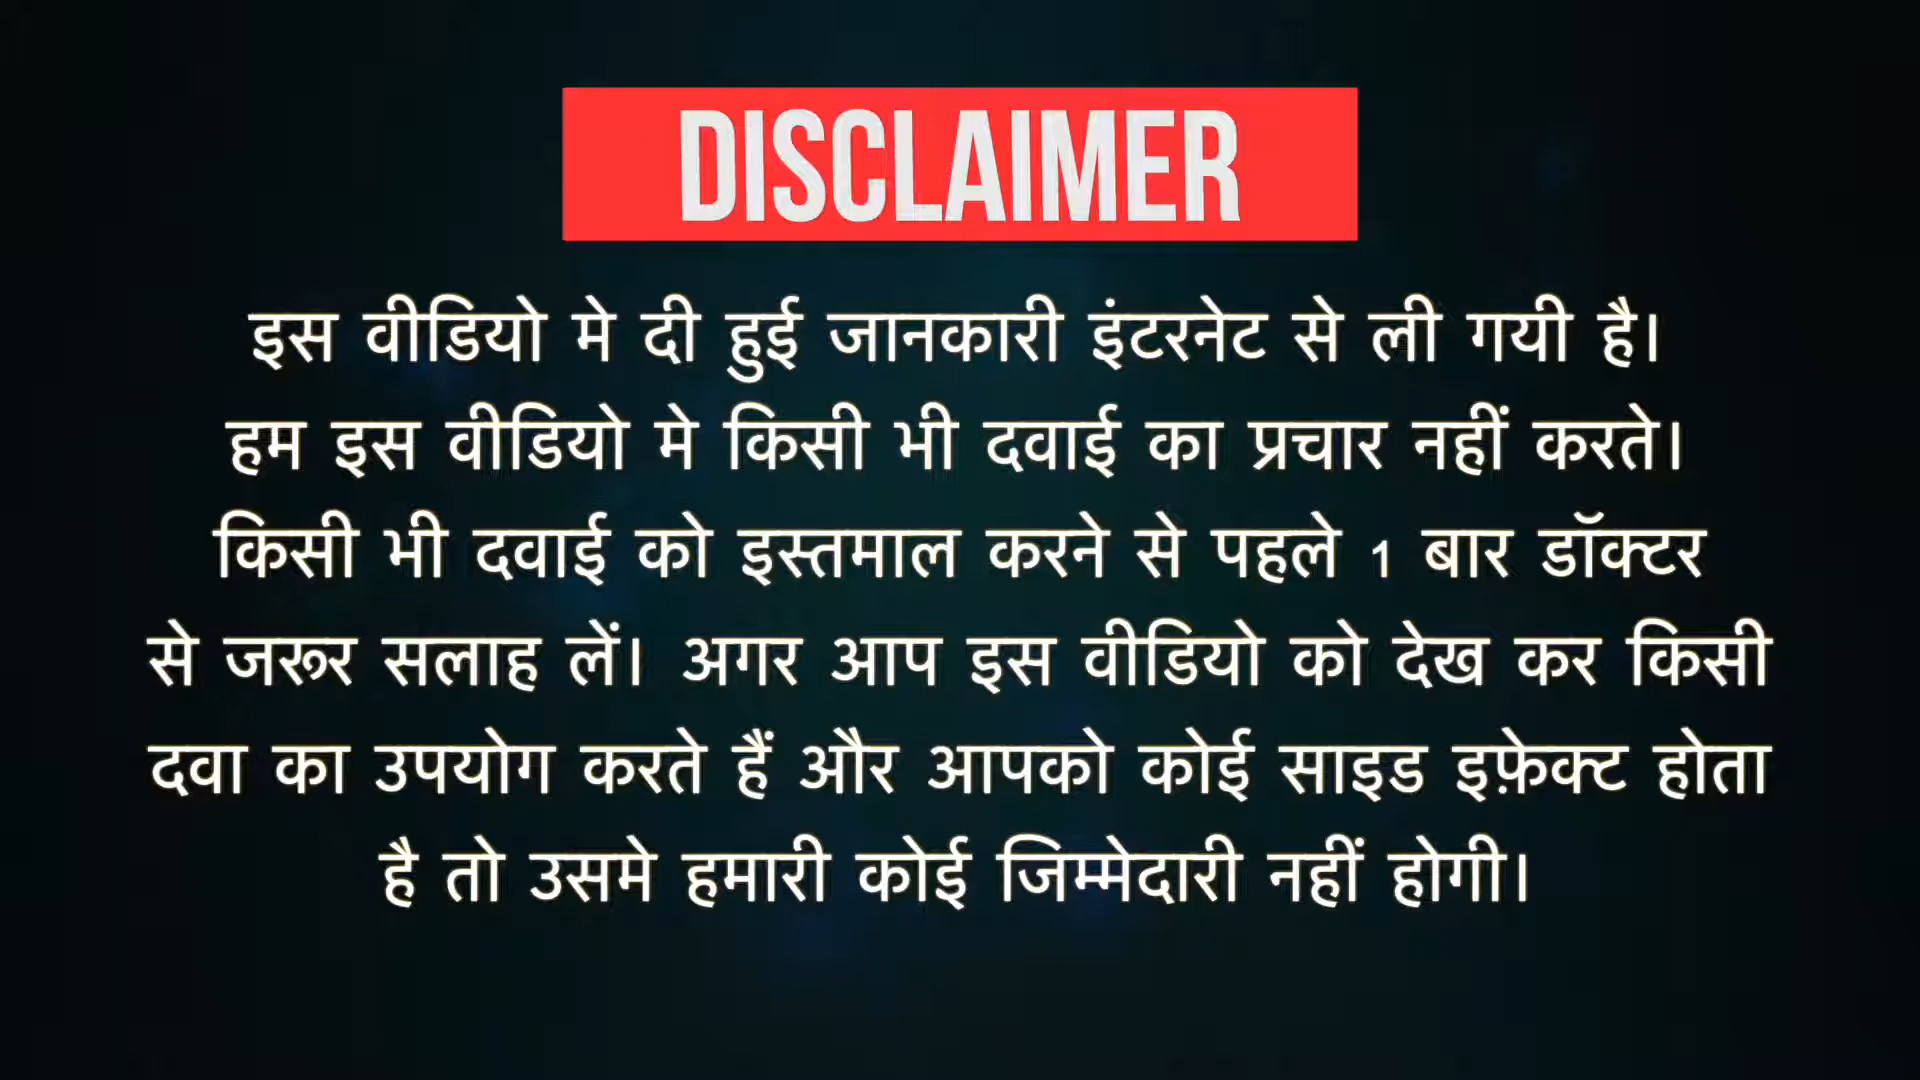 DISCLAIMER
इस वीडियो मे दी हुई जानकारी इंटरनेट से ली गयी है।
हम इस वीडियो मे किसी भी दवाई का प्रचार नहीं करते।
किसी भी दवाई को इस्तमाल करने से पहले 1 बार डॉक्टर
से जरूर सलाह लें। अगर आप इस वीडियो को देख कर किसी
दवा का उपयोग करते हैं और आपको कोई साइड इफ़ेक्ट होता
है तो उसमे हमारी कोई जिम्मेदारी नहीं होगी।